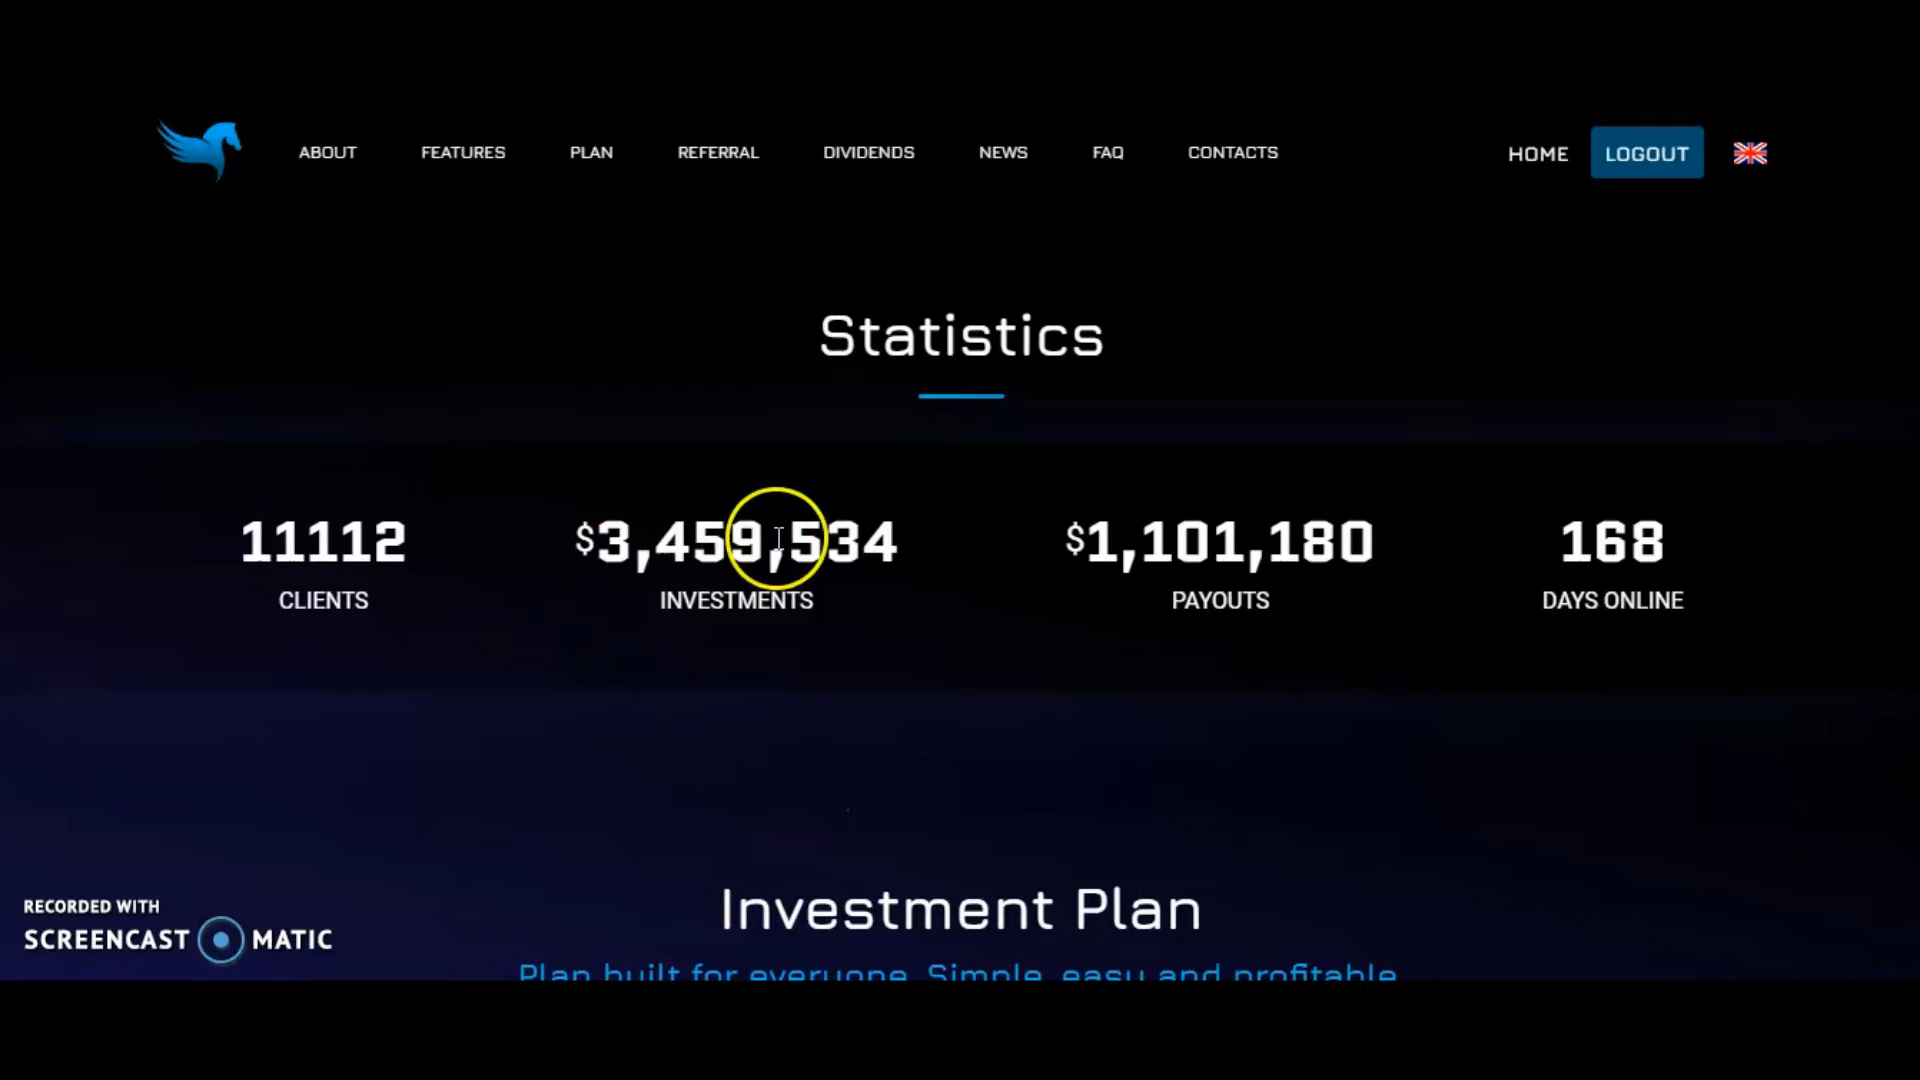 ABOUT FEATURES PLAN REFERRAL DIVIDENDS NEWS FAQ CONTACTS HOME LOGOUT
Statistics
11112 $3,459,534 $1,101,180 168
CLIENTS INVESTMENTS PAYOUTS DAYS ONLINE
Investment Plan
Plan built for everyone. Simple, easy and profitable
RECORDED WITH
SCREENCAST MATIC